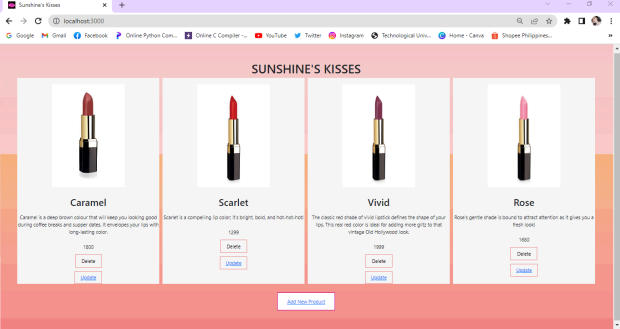 Sunshine's Kisses
localhost:3000
Google
Gmail
Facebook
Online Python Com...
Online C Compiler -...
YouTube
Twitter
Instagram
Technological Univ...
Home - Canva
Shopee Philippines...
SUNSHINE'S KISSES
Caramel
Caramel is a deep brown colour that will keep you looking good
during coffee breaks and supper dates. It envelopes your lips with
long-lasting color.
1800
Delete
Update
Scarlet
Scarlet is a compelling lip color; it's bright, bold, and hot-hot-hot!
1299
Delete
Update
Vivid
The classic red shape of vivid lipstick defines the shape of your
lips. This rear red color is ideal for adding more glitz to that
vintage Old Hollywood look.
1999
Delete
Update
Rose
Rose's gentle shade is bound to attract attention as it gives you a
fresh look!
1680
Delete
Update
Add New Product